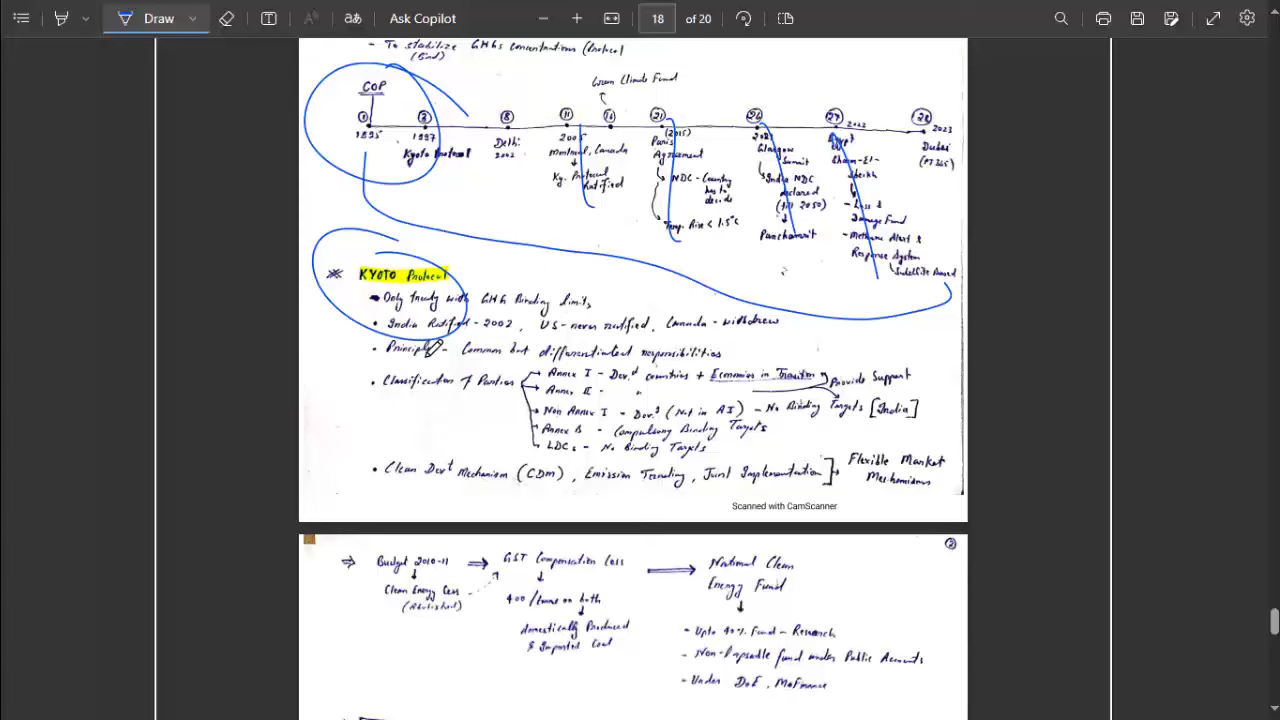 Draw
Ask Copilot
18 of 20
- To stabilize GHGs concentrations (Protocol
(Bind)
Green Climate Fund
COP
1 3 8 11 16 21 26 27 2022 28 2023
1995 1997 Delhi 2005 Paris (2015) Glasgow Egypt Dubai
Kyoto Protocol 2002 Montreal, Canada Agreement Summit Sharm-El- (PT365)
Ky. Protocol NDC - Country India NDC Sheikh
Ratified has to declared - Loss &
decide (till 2050) Damage Fund
Temp. Rise < 1.5°C Panchamrit - Methane Alert &
Response System
Satellite Based
KYOTO Protocol
- Only treaty with GHG Binding limits
• India Ratified - 2002, US - never ratified, Canada - withdrew
• Principle - Common but differentiated responsibilities
• Classification of Parties
Annex I - Dev.d countries + Economies in Transition Provide Support
Annex II - "
Non Annex I - Dev.g (Not in AI) - No Binding Targets [India]
Annex B - Compulsory Binding Targets
LDCs - No Binding Targets
• Clean Devt Mechanism (CDM), Emission Trading, Joint Implementation → Flexible Market
Mechanisms
Scanned with CamScanner
2
⇒ Budget 2010-11 ⇒ GST Compensation Cess → National Clean
Clean Energy Cess Energy Fund
(Abolished) 400/tonne on both
domestically Produced - Upto 40% Fund - Research
& Imported Coal - Non-lapsable fund under Public Accounts
- Under DoE, MoFinance